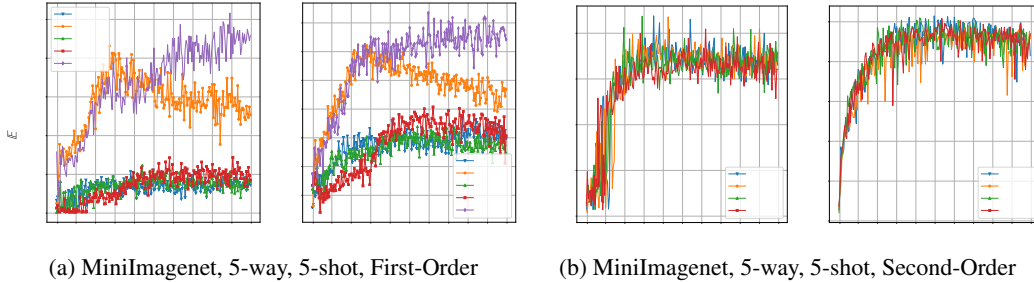 𝔼
(a) MiniImagenet, 5-way, 5-shot, First-Order
(b) MiniImagenet, 5-way, 5-shot, Second-Order